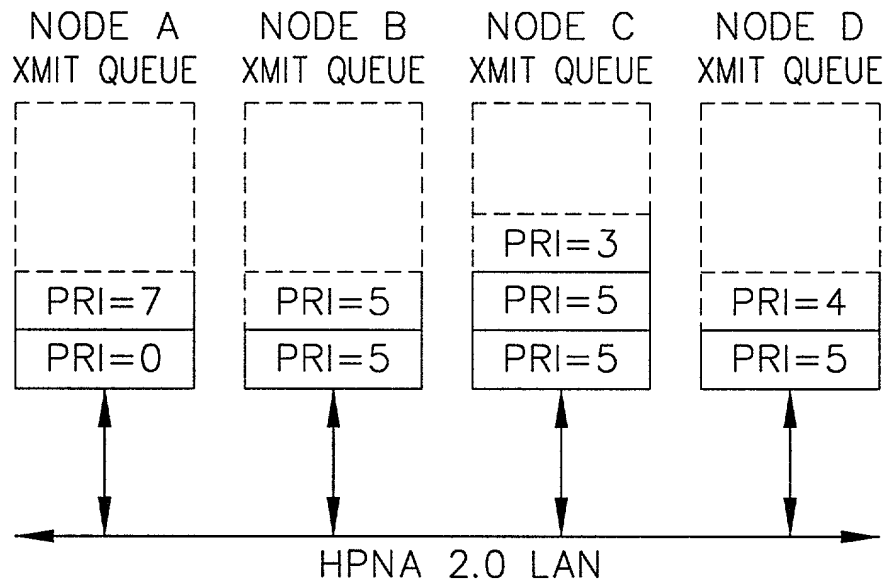 NODE A
XMIT QUEUE
NODE B
XMIT QUEUE
NODE C
XMIT QUEUE
NODE D
XMIT QUEUE
PRI=7
PRI=0
PRI=5
PRI=5
PRI=3
PRI=5
PRI=5
PRI=4
PRI=5
HPNA 2.0 LAN